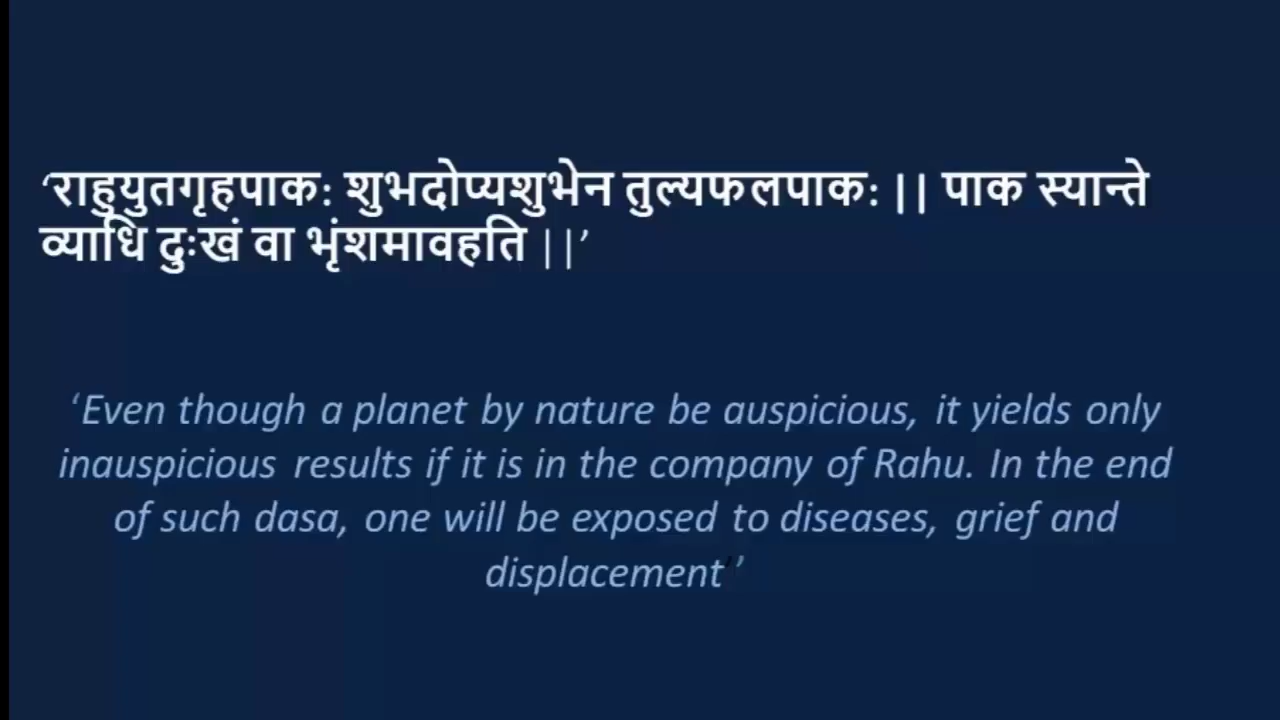 ‘राहुयुतगृहपाकः शुभदोप्यशुभेन तुल्यफलपाकः || पाक स्यान्ते
व्याधि दुःखं वा भृंशमावहति ||’
‘Even though a planet by nature be auspicious, it yields only
inauspicious results if it is in the company of Rahu. In the end
of such dasa, one will be exposed to diseases, grief and
displacement’’